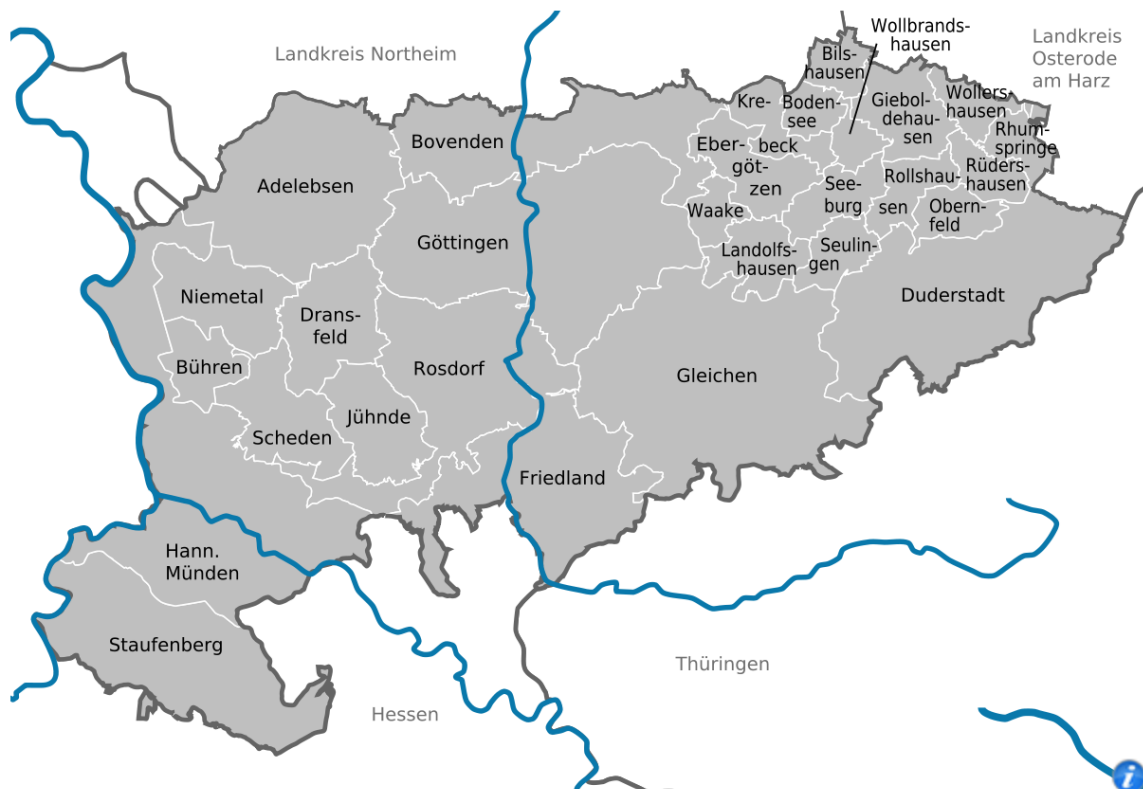 Wollbrands-
hausen
Landkreis
Osterode
am Harz
Landkreis Northeim
Bils-
hausen
Wollers-
hausen
Kre-
beck
Boden-
see
Giebol-
dehau-
sen
Rhum-
springe
Bovenden
Eber-
göt-
zen
Adelebsen
See-
burg
Rollshau-
sen
Rüders-
hausen
Waake
Obern-
feld
Göttingen
Landolfs-
hausen
Seulin-
gen
Niemetal
Duderstadt
Drans-
feld
Bühren
Rosdorf
Gleichen
Jühnde
Scheden
Friedland
Hann.
Münden
Staufenberg
Thüringen
Hessen
i